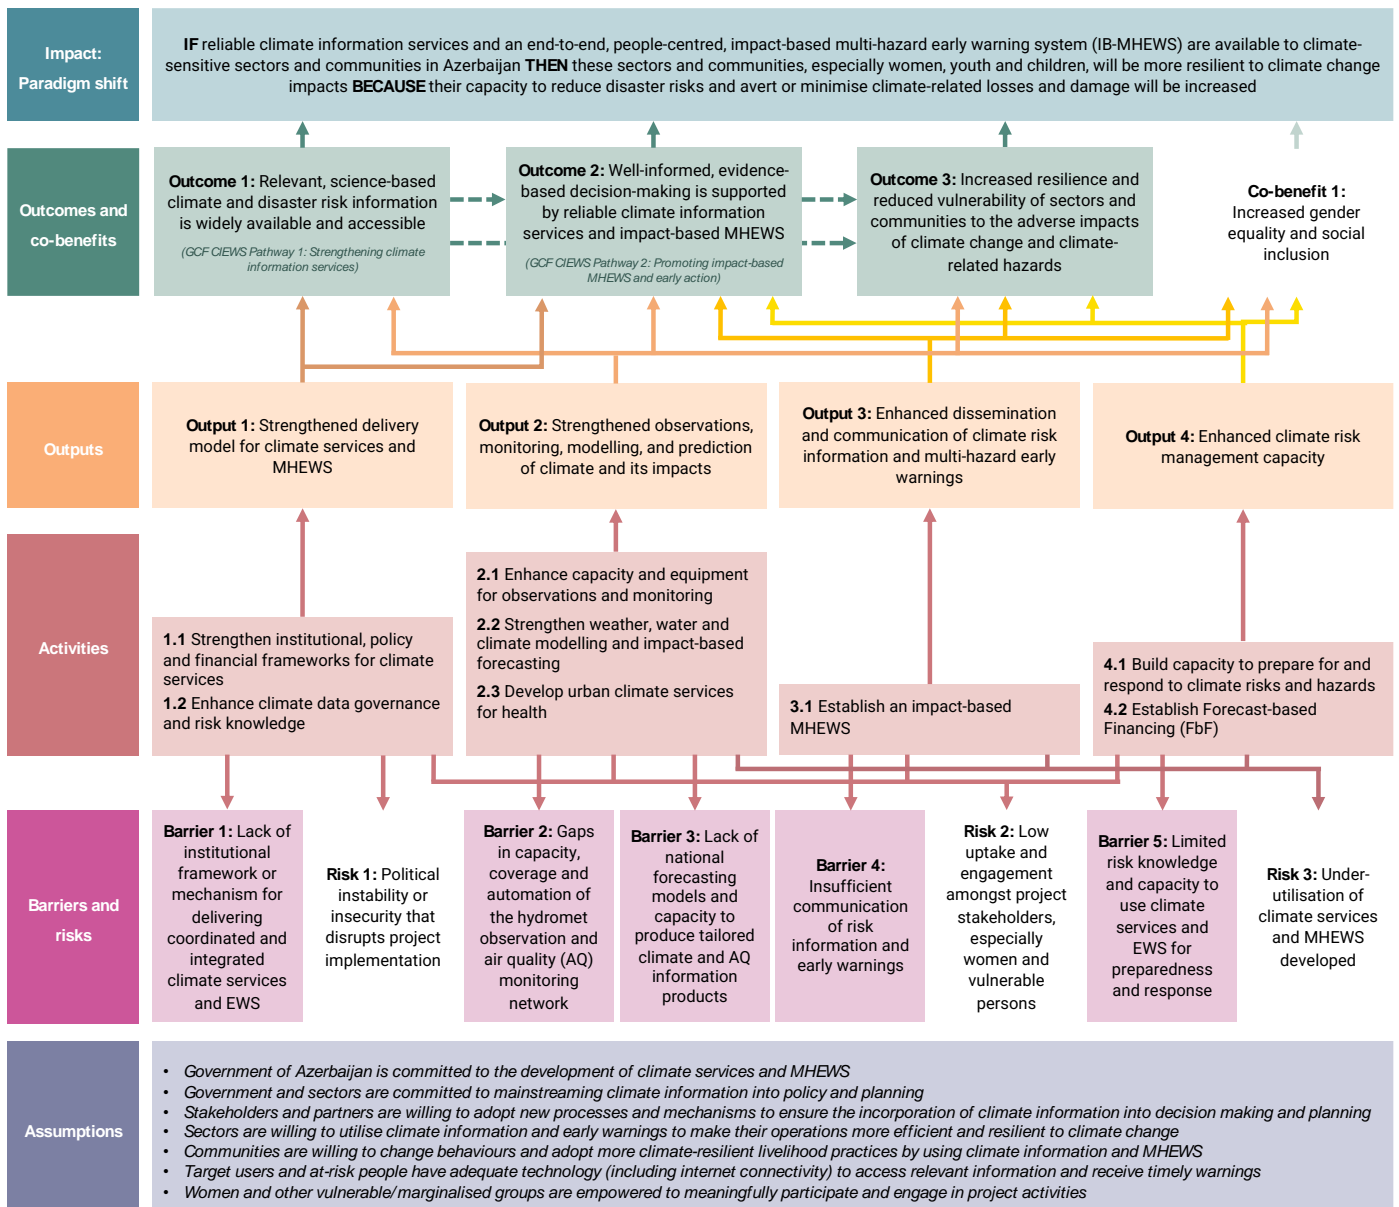 Impact:
Paradigm shift
IF reliable climate information services and an end-to-end, people-centred, impact-based multi-hazard early warning system (IB-MHEWS) are available to climate-
sensitive sectors and communities in Azerbaijan THEN these sectors and communities, especially women, youth and children, will be more resilient to climate change
impacts BECAUSE their capacity to reduce disaster risks and avert or minimise climate-related losses and damage will be increased
Outcomes and
co-benefits
Outcome 1: Relevant, science-based
climate and disaster risk information
is widely available and accessible
(GCF CIEWS Pathway 1: Strengthening climate
information services)
Outcome 2: Well-informed, evidence-
based decision-making is supported
by reliable climate information
services and impact-based MHEWS
(GCF CIEWS Pathway 2: Promoting impact-based
MHEWS and early action)
Outcome 3: Increased resilience and
reduced vulnerability of sectors and
communities to the adverse impacts
of climate change and climate-
related hazards
Co-benefit 1:
Increased gender
equality and social
inclusion
Outputs
Output 1: Strengthened delivery
model for climate services and
MHEWS
Output 2: Strengthened observations,
monitoring, modelling, and prediction
of climate and its impacts
Output 3: Enhanced dissemination
and communication of climate risk
information and multi-hazard early
warnings
Output 4: Enhanced climate risk
management capacity
Activities
1.1 Strengthen institutional, policy
and financial frameworks for climate
services
1.2 Enhance climate data governance
and risk knowledge
2.1 Enhance capacity and equipment
for observations and monitoring
2.2 Strengthen weather, water and
climate modelling and impact-based
forecasting
2.3 Develop urban climate services
for health
3.1 Establish an impact-based
MHEWS
4.1 Build capacity to prepare for and
respond to climate risks and hazards
4.2 Establish Forecast-based
Financing (FbF)
Barriers and
risks
Barrier 1: Lack of
institutional
framework or
mechanism for
delivering
coordinated and
integrated
climate services
and EWS
Risk 1: Political
instability or
insecurity that
disrupts project
implementation
Barrier 2: Gaps
in capacity,
coverage and
automation of
the hydromet
observation and
air quality (AQ)
monitoring
network
Barrier 3: Lack of
national
forecasting
models and
capacity to
produce tailored
climate and AQ
information
products
Barrier 4:
Insufficient
communication
of risk
information and
early warnings
Risk 2: Low
uptake and
engagement
amongst project
stakeholders,
especially
women and
vulnerable
persons
Barrier 5: Limited
risk knowledge
and capacity to
use climate
services and
EWS for
preparedness
and response
Risk 3: Under-
utilisation of
climate services
and MHEWS
developed
Assumptions
• Government of Azerbaijan is committed to the development of climate services and MHEWS
• Government and sectors are committed to mainstreaming climate information into policy and planning
• Stakeholders and partners are willing to adopt new processes and mechanisms to ensure the incorporation of climate information into decision making and planning
• Sectors are willing to utilise climate information and early warnings to make their operations more efficient and resilient to climate change
• Communities are willing to change behaviours and adopt more climate-resilient livelihood practices by using climate information and MHEWS
• Target users and at-risk people have adequate technology (including internet connectivity) to access relevant information and receive timely warnings
• Women and other vulnerable/marginalised groups are empowered to meaningfully participate and engage in project activities